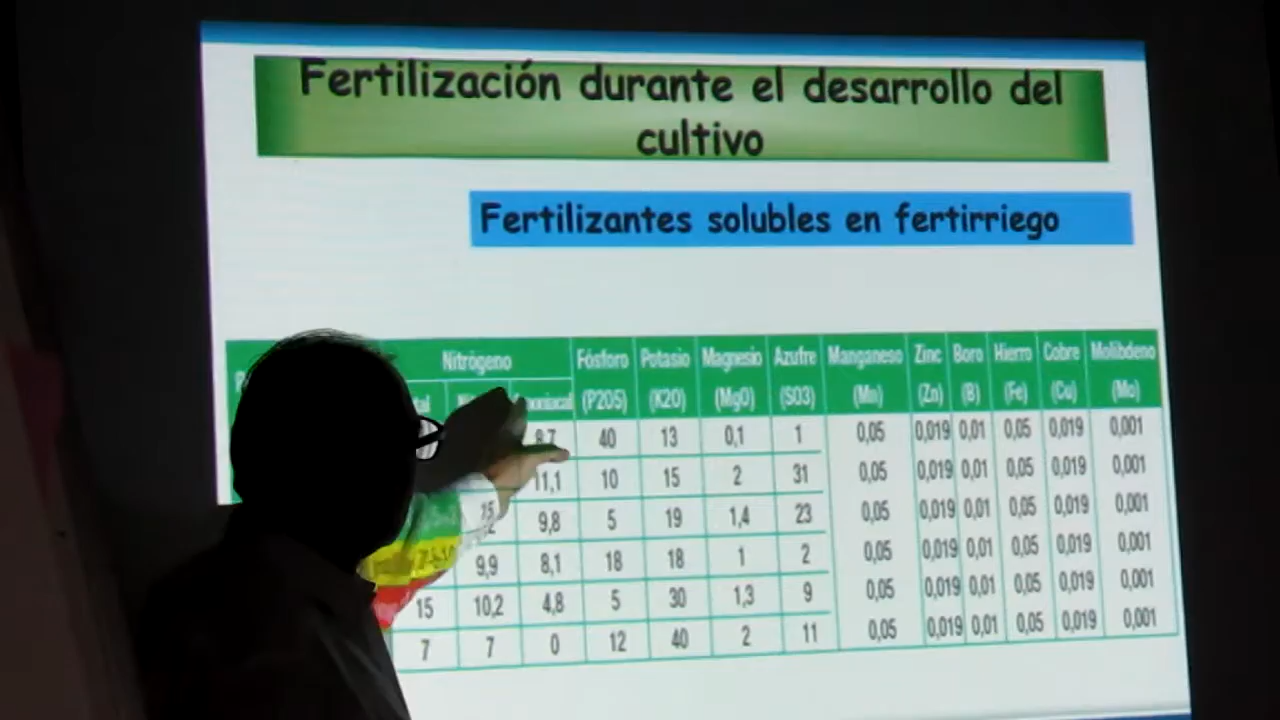 Fertilización durante el desarrollo del
cultivo
Fertilizantes solubles en fertirriego
Nitrógeno Fósforo Potasio Magnesio Azufre Manganeso Zinc Boro Hierro Cobre Molibdeno
(P2O5) (K2O) (MgO) (SO3) (Mn) (Zn) (B) (Fe) (Cu) (Mo)
8,7 40 13 0,1 1 0,05 0,019 0,01 0,05 0,019 0,001
11,1 10 15 2 31 0,05 0,019 0,01 0,05 0,019 0,001
9,8 5 19 1,4 23 0,05 0,019 0,01 0,05 0,019 0,001
9,9 8,1 18 18 1 2 0,05 0,019 0,01 0,05 0,019 0,001
15 10,2 4,8 5 30 1,3 9 0,05 0,019 0,01 0,05 0,019 0,001
7 7 0 12 40 2 11 0,05 0,019 0,01 0,05 0,019 0,001